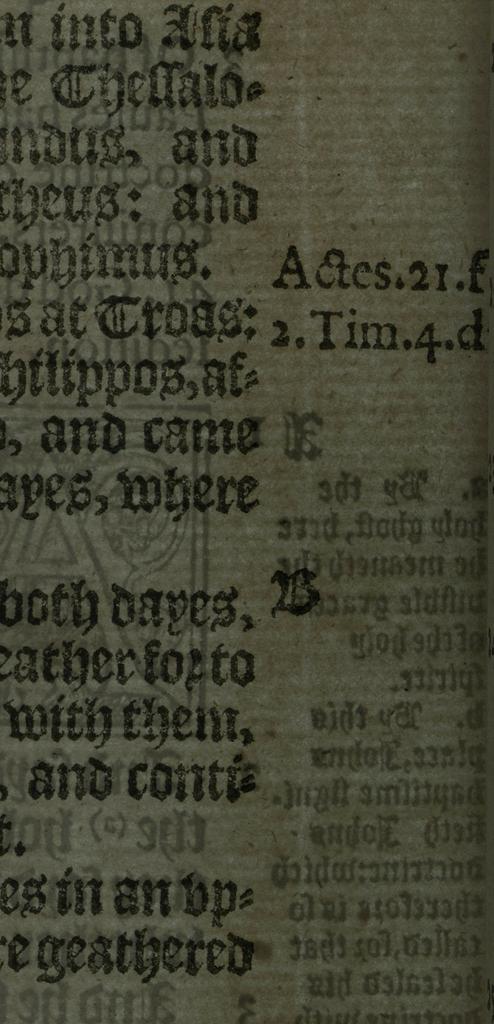 n into Asia
e Thessalo-
undus, and
theus: and
ophimus.
s at Troas:
hilippos, af-
, and came
ayes, where
both dayes,
eather for to
with them,
, and conti-
t.
es in an vp-
re geathered
Actes.21.f
2.Tim.4.d
B